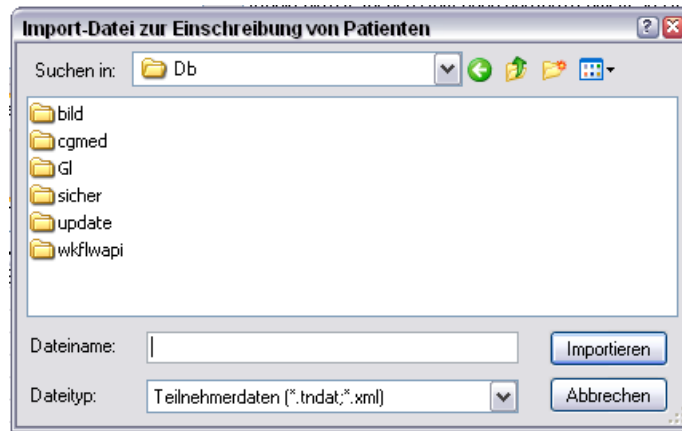 Import-Datei zur Einschreibung von Patienten
Suchen in: Db
bild
cgmed
Gl
sicher
update
wkflwapi
Dateiname:
Importieren
Dateityp: Teilnehmerdaten (*.tndat;*.xml)
Abbrechen